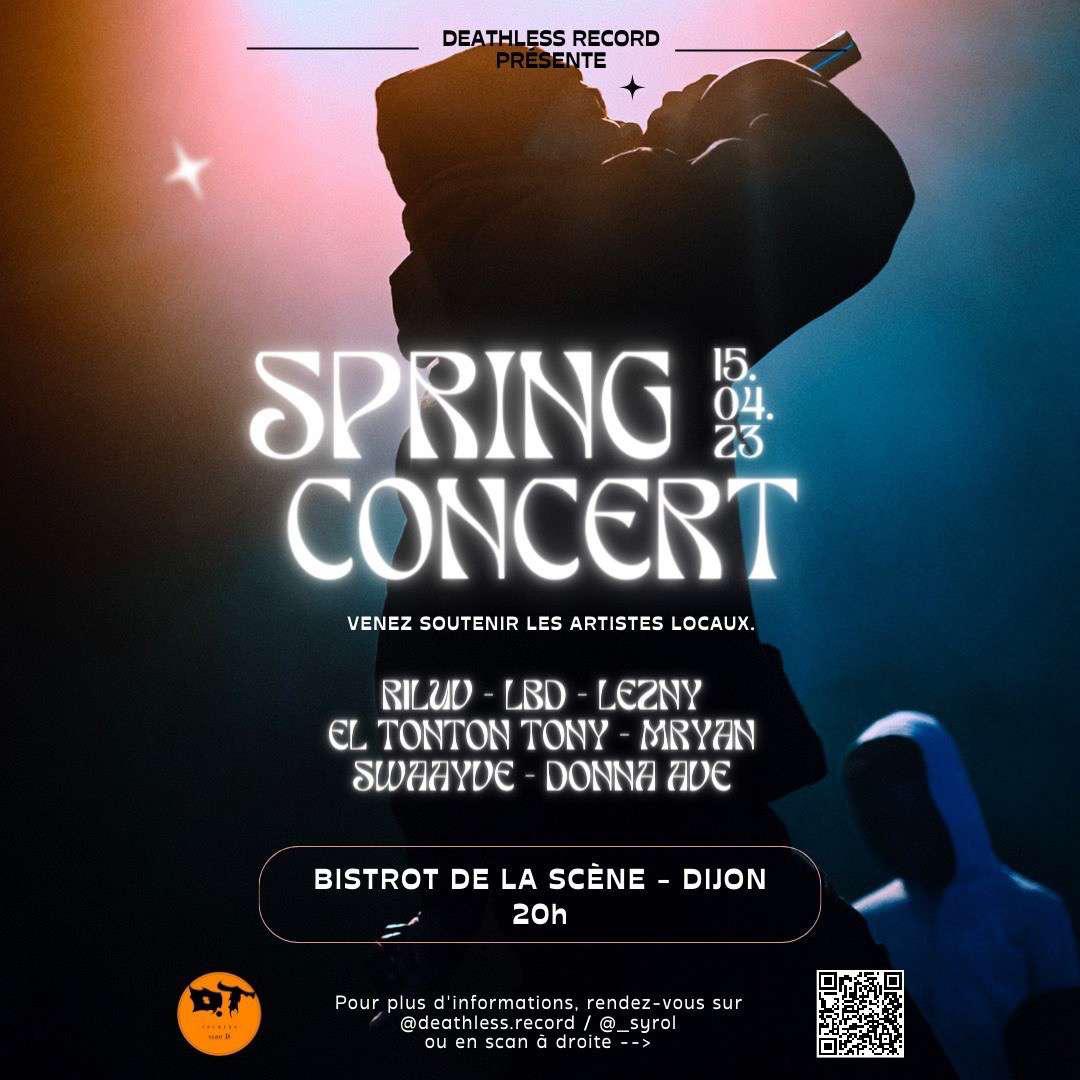 DEATHLESS RECORD
PRÉSENTE
SPRING
15.
04.
23
CONCERT
VENEZ SOUTENIR LES ARTISTES LOCAUX.
RILUV - LBD - LEZNY
EL TONTON TONY - MRYAN
SWAAYVE - DONNA AVE
BISTROT DE LA SCÈNE - DIJON
20h
D.T
Pour plus d'informations, rendez-vous sur
@deathless.record / @_syrol
ou en scan à droite -->